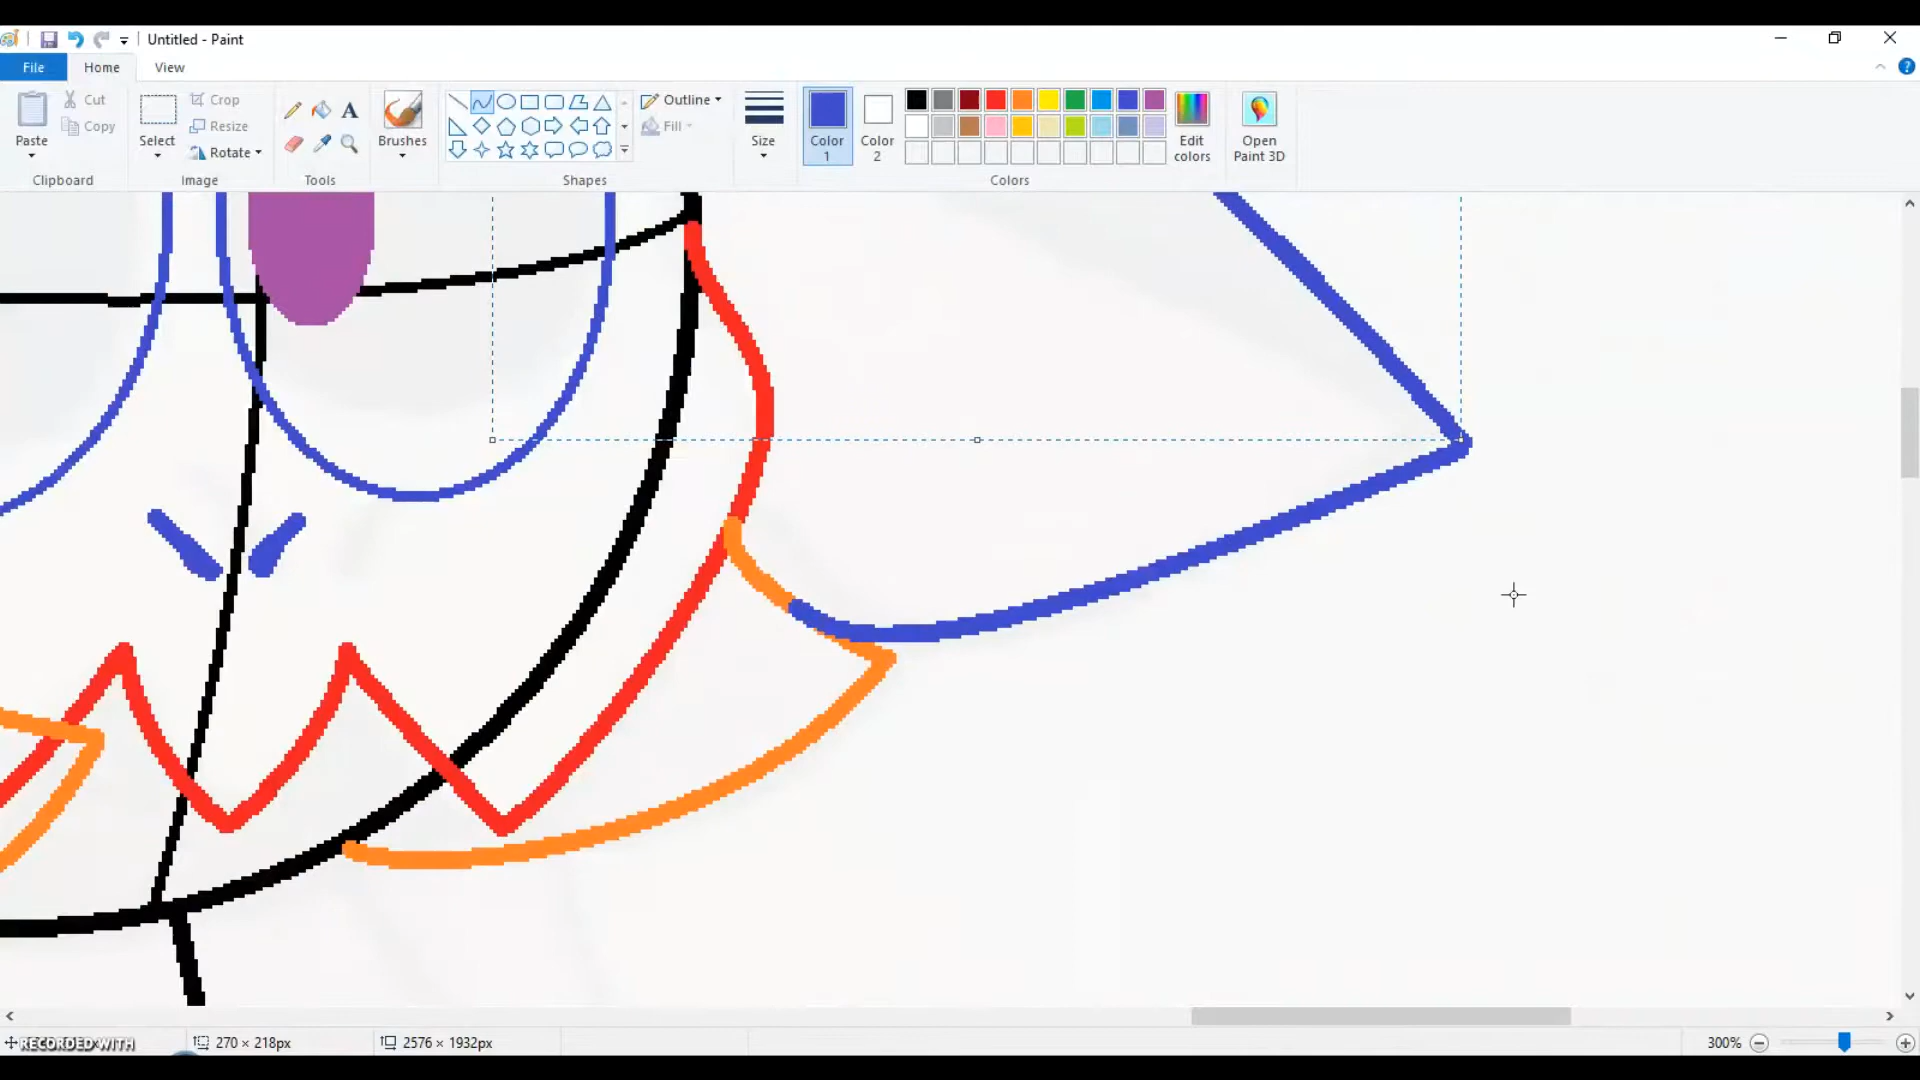 Untitled - Paint
File Home View
Paste Cut Copy Select Crop Resize Rotate A Brushes Outline Fill Size Color 1 Color 2 Edit colors Open Paint 3D
Clipboard Image Tools Shapes Colors
RECORDED WITH 270 × 218px 2576 × 1932px 300%